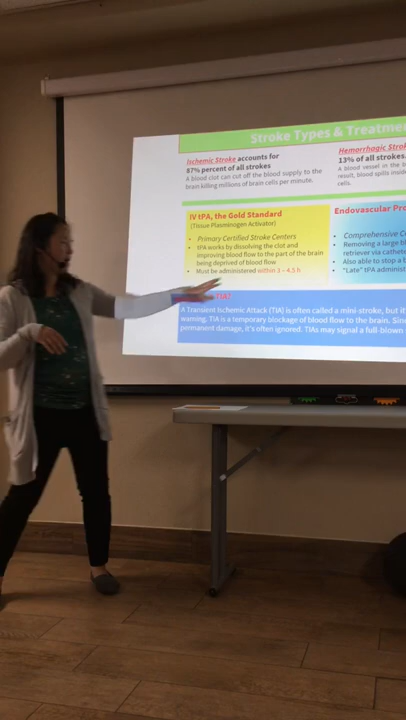 Stroke Types & Treatme
Ischemic Stroke accounts for
87% percent of all strokes
A blood clot can cut off the blood supply to the
brain killing millions of brain cells per minute.
Hemorrhagic Strok
13% of all strokes.
A blood vessel in the b
result, blood spills insid
cells.
IV tPA, the Gold Standard
(Tissue Plasminogen Activator)
• Primary Certified Stroke Centers
• tPA works by dissolving the clot and
improving blood flow to the part of the brain
being deprived of blood flow
• Must be administered within 3 – 4.5 h
Endovascular Pro
• Comprehensive C
• Removing a large bl
retriever via cathete
• Also able to stop a b
• "Late" tPA administ
TIA?
A Transient Ischemic Attack (TIA) is often called a mini-stroke, but it
warning. TIA is a temporary blockage of blood flow to the brain. Sinc
permanent damage, it's often ignored. TIAs may signal a full-blown